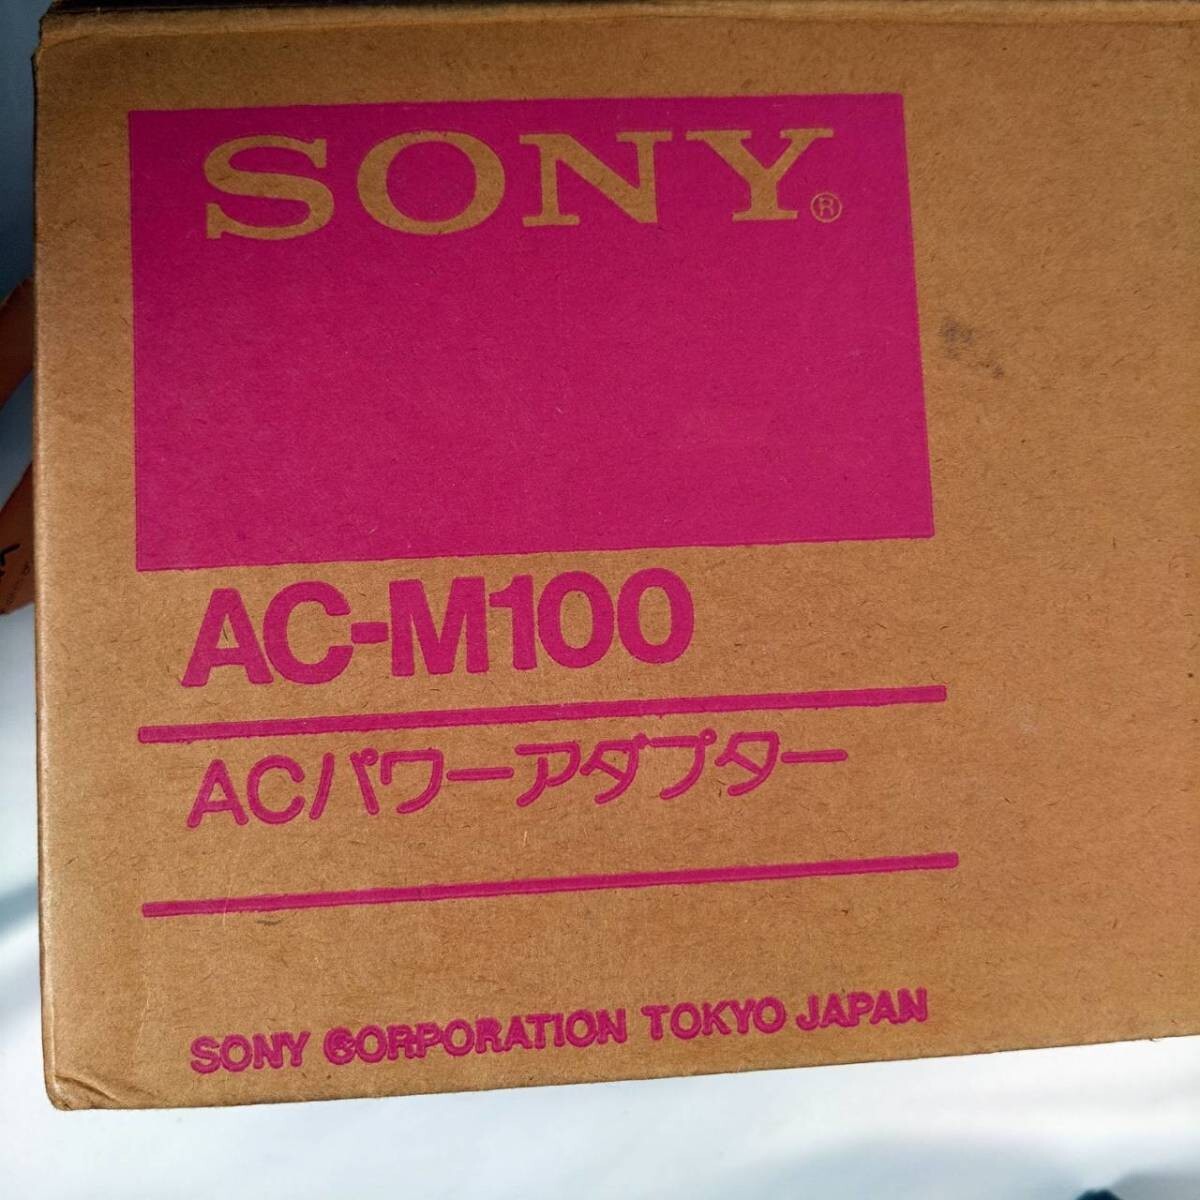 SONY®
AC-M100
ACパワーアダプター
SONY CORPORATION TOKYO JAPAN